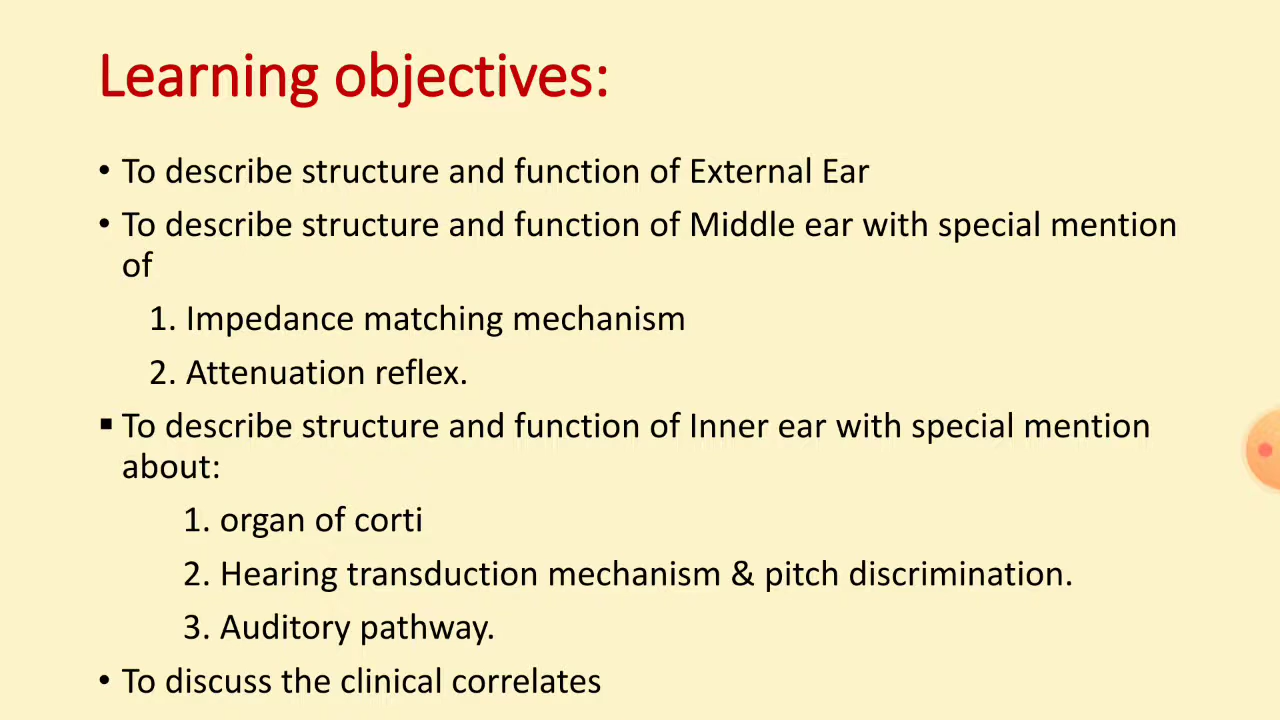 Learning objectives:
• To describe structure and function of External Ear
• To describe structure and function of Middle ear with special mention
of
1. Impedance matching mechanism
2. Attenuation reflex.
▪ To describe structure and function of Inner ear with special mention
about:
1. organ of corti
2. Hearing transduction mechanism & pitch discrimination.
3. Auditory pathway.
• To discuss the clinical correlates